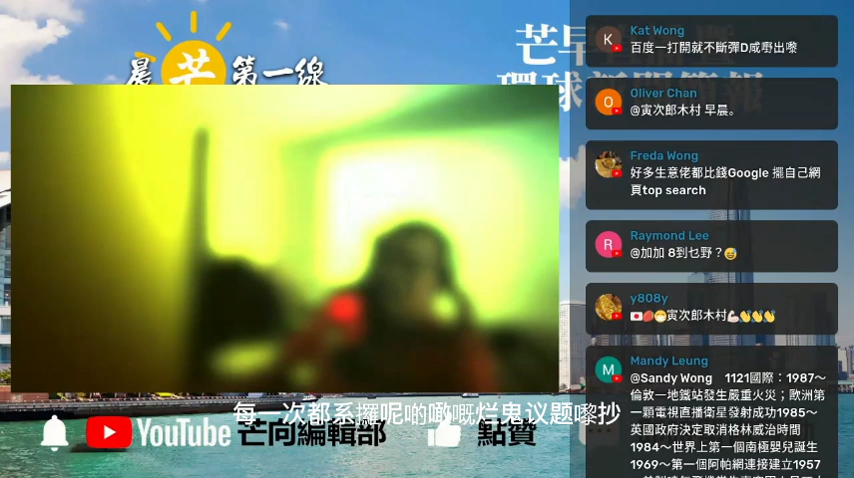 晨芒第一線
芒早
環球
報
每一次都系攞呢啲噉嘅烂鬼议题嚟抄
YouTube 芒向編輯部
點贊
Kat Wong
百度一打開就不斷彈D咸嘢出嚟
Oliver Chan
@寅次郎木村 早晨。
Freda Wong
好多生意佬都比錢Google 擺自己網
頁top search
Raymond Lee
@加加 8到乜野？😅
y808y
寅次郎木村💪🏻👏👏👏
Mandy Leung
@Sandy Wong 1121國際：1987～
倫敦一地鐵站發生嚴重火災；歐洲第
一顆電視直播衛星發射成功1985～
英國政府決定取消格林威治時間
1984～世界上第一個南極嬰兒誕生
1969～第一個阿帕網連接建立1957